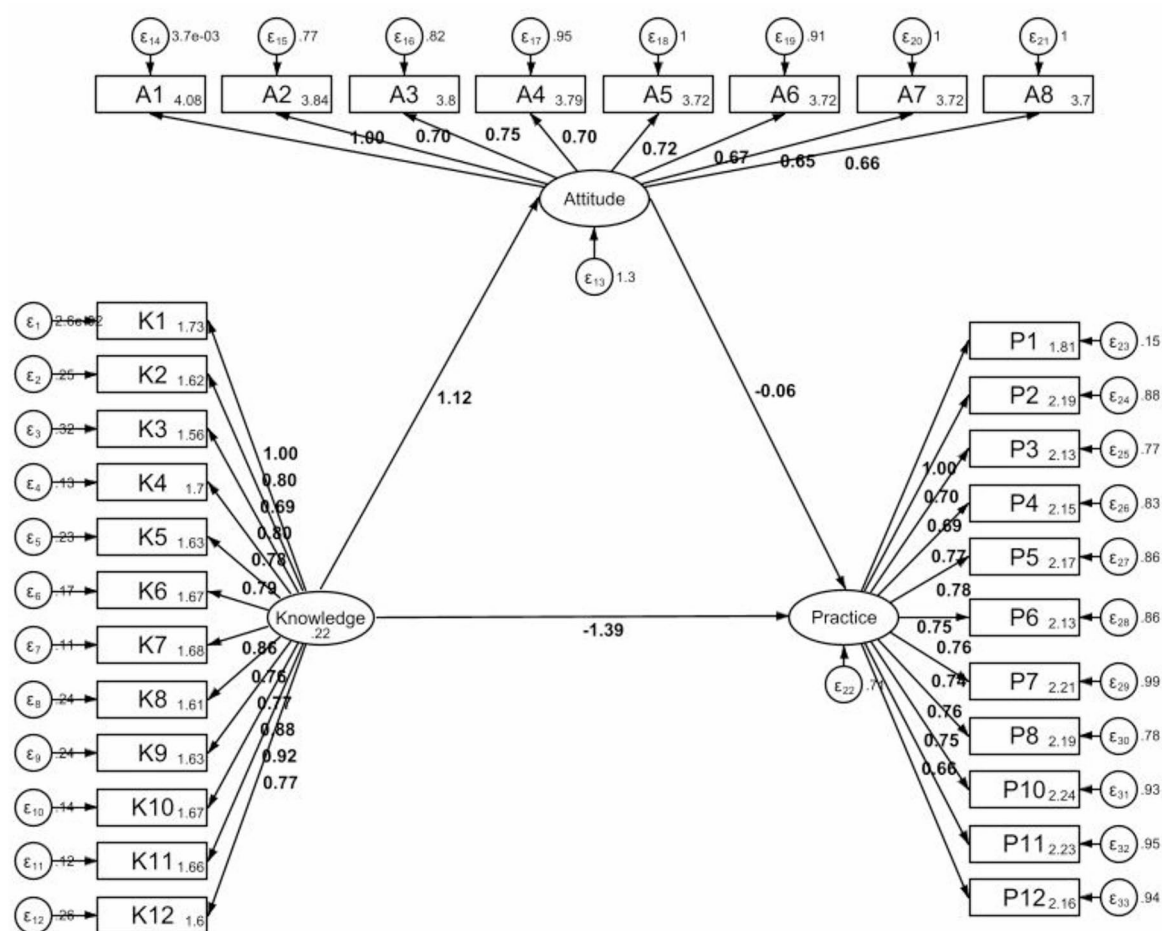 ε14 3.7e-03 ε15 .77 ε16 .82 ε17 .95 ε18 1 ε19 .91 ε20 1 ε21 1
A1 4.08 A2 3.84 A3 3.8 A4 3.79 A5 3.72 A6 3.72 A7 3.72 A8 3.7
1.00 0.70 0.75 0.70 0.72 0.67 0.65 0.66
Attitude
ε13 1.3
ε1 2.6e-02 K1 1.73
ε2 .25 K2 1.62
ε3 .32 K3 1.56
ε4 .13 K4 1.7
ε5 .23 K5 1.63
ε6 .17 K6 1.67
ε7 .11 K7 1.68
ε8 .24 K8 1.61
ε9 .24 K9 1.63
ε10 .14 K10 1.67
ε11 .12 K11 1.66
ε12 .26 K12 1.6
1.00
0.80
0.69
0.80
0.78
0.79
0.86
0.76
0.77
0.88
0.92
0.77
Knowledge
.22
1.12
-0.06
-1.39
Practice
ε22 .71
1.00
0.70
0.69
0.77
0.78
0.75
0.76
0.74
0.76
0.75
0.66
P1 1.81 ε23 .15
P2 2.19 ε24 .88
P3 2.13 ε25 .77
P4 2.15 ε26 .83
P5 2.17 ε27 .86
P6 2.13 ε28 .86
P7 2.21 ε29 .99
P8 2.19 ε30 .78
P10 2.24 ε31 .93
P11 2.23 ε32 .95
P12 2.16 ε33 .94